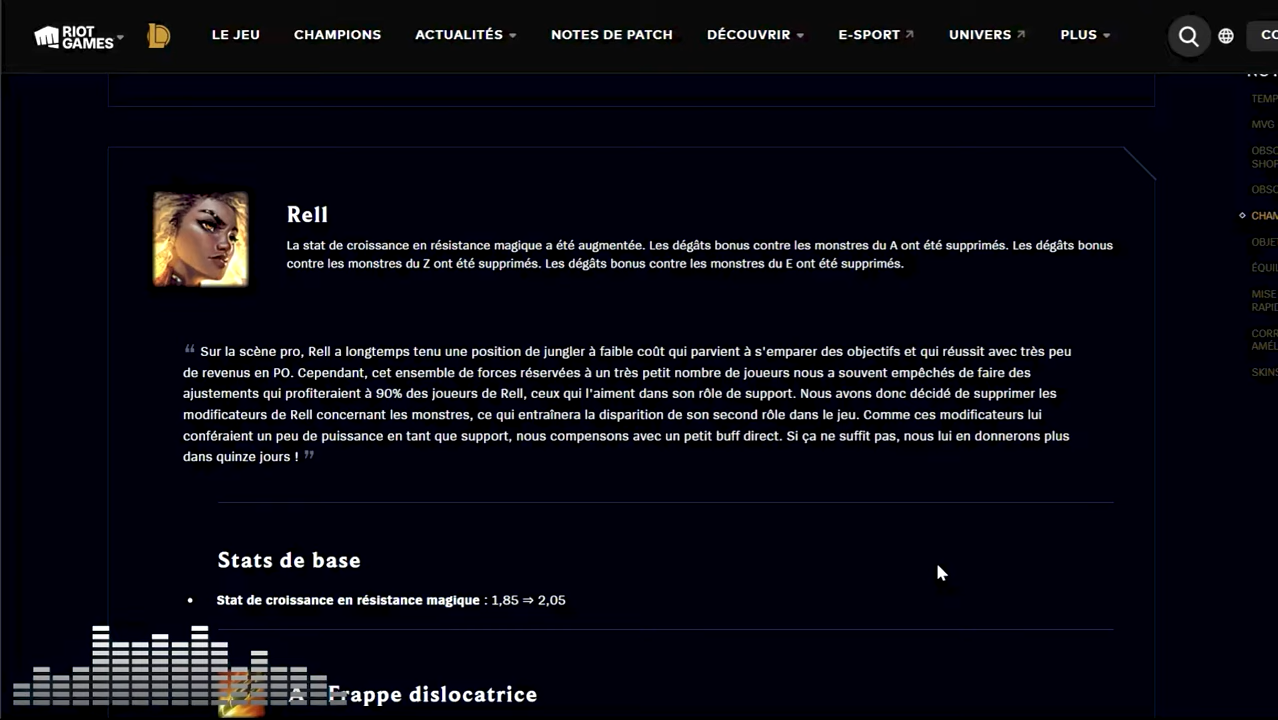 RIOT GAMES
LE JEU
CHAMPIONS
ACTUALITÉS
NOTES DE PATCH
DÉCOUVRIR
E-SPORT
UNIVERS
PLUS
CO
TEMP
MVG
OBSC
SHOP
OBSC
CHAM
OBJE
ÉQUIL
MISE
RAPID
CORR
AMÉL
SKINS
Rell
La stat de croissance en résistance magique a été augmentée. Les dégâts bonus contre les monstres du A ont été supprimés. Les dégâts bonus
contre les monstres du Z ont été supprimés. Les dégâts bonus contre les monstres du E ont été supprimés.
“ Sur la scène pro, Rell a longtemps tenu une position de jungler à faible coût qui parvient à s'emparer des objectifs et qui réussit avec très peu
de revenus en PO. Cependant, cet ensemble de forces réservées à un très petit nombre de joueurs nous a souvent empêchés de faire des
ajustements qui profiteraient à 90% des joueurs de Rell, ceux qui l'aiment dans son rôle de support. Nous avons donc décidé de supprimer les
modificateurs de Rell concernant les monstres, ce qui entraînera la disparition de son second rôle dans le jeu. Comme ces modificateurs lui
conféraient un peu de puissance en tant que support, nous compensons avec un petit buff direct. Si ça ne suffit pas, nous lui en donnerons plus
dans quinze jours ! ”
Stats de base
• Stat de croissance en résistance magique : 1,85 ⇒ 2,05
A - Frappe dislocatrice